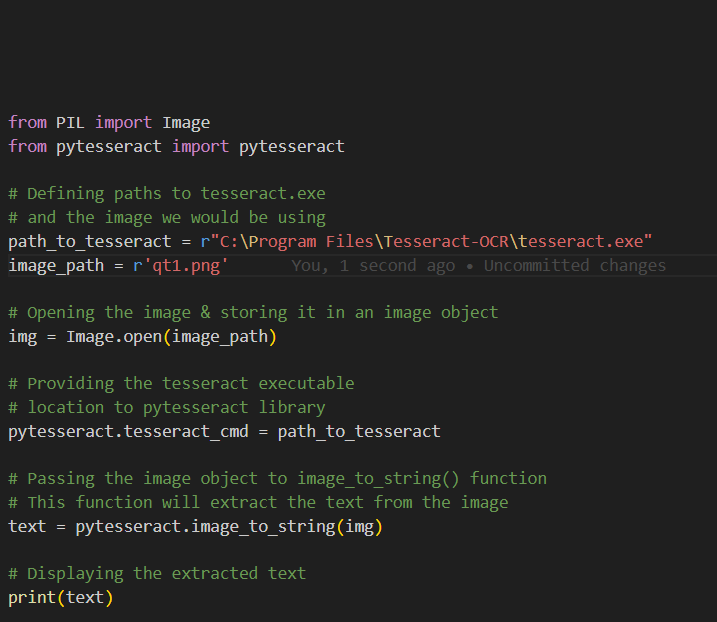 from PIL import Image
from pytesseract import pytesseract
# Defining paths to tesseract.exe
# and the image we would be using
path_to_tesseract = r"C:\Program Files\Tesseract-OCR\tesseract.exe"
image_path = r'qt1.png' You, 1 second ago • Uncommitted changes
# Opening the image & storing it in an image object
img = Image.open(image_path)
# Providing the tesseract executable
# location to pytesseract library
pytesseract.tesseract_cmd = path_to_tesseract
# Passing the image object to image_to_string() function
# This function will extract the text from the image
text = pytesseract.image_to_string(img)
# Displaying the extracted text
print(text)